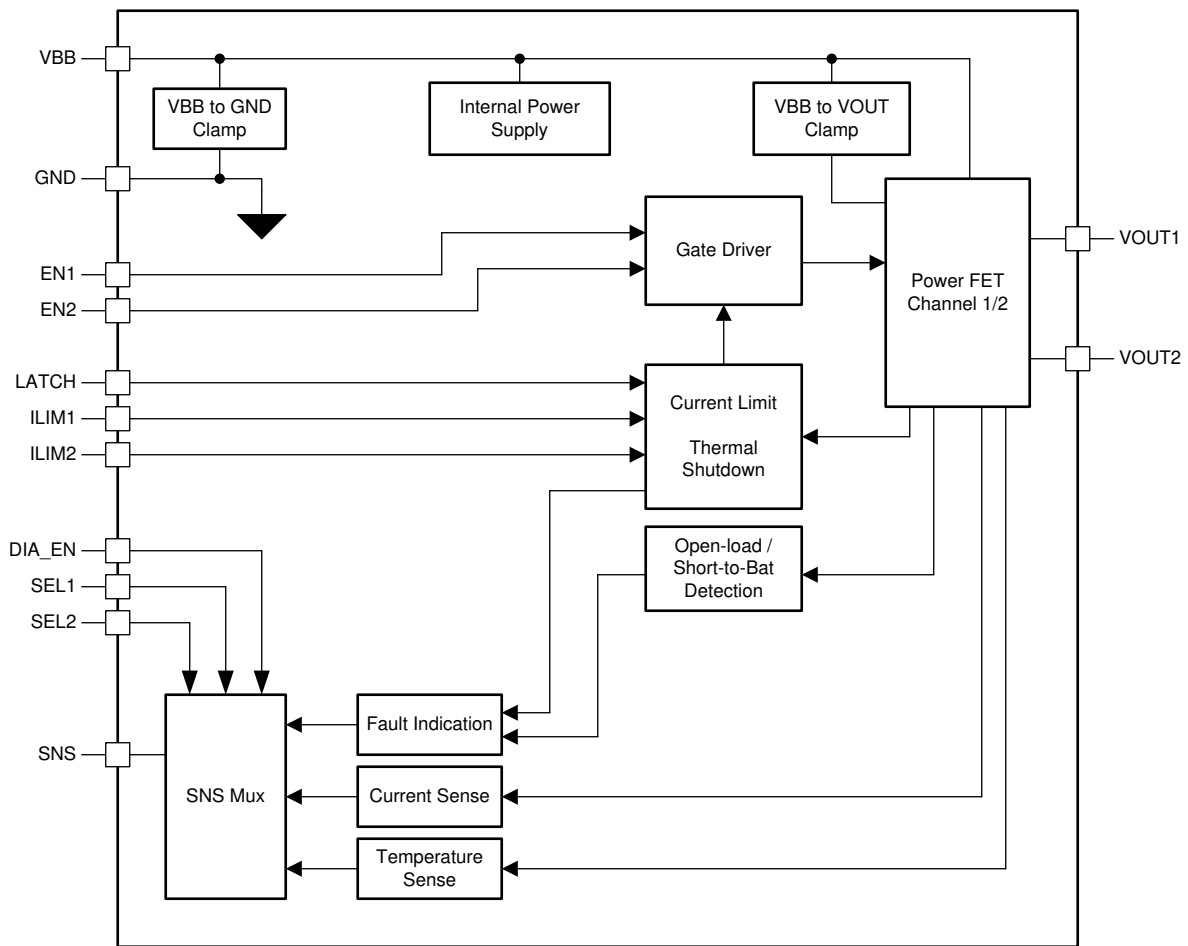 VBB
VBB to GND
Clamp
Internal Power
Supply
VBB to VOUT
Clamp
GND
EN1
EN2
Gate Driver
Power FET
Channel 1/2
VOUT1
VOUT2
LATCH
ILIM1
ILIM2
Current Limit
Thermal
Shutdown
DIA_EN
SEL1
SEL2
Open-load /
Short-to-Bat
Detection
SNS
SNS Mux
Fault Indication
Current Sense
Temperature
Sense